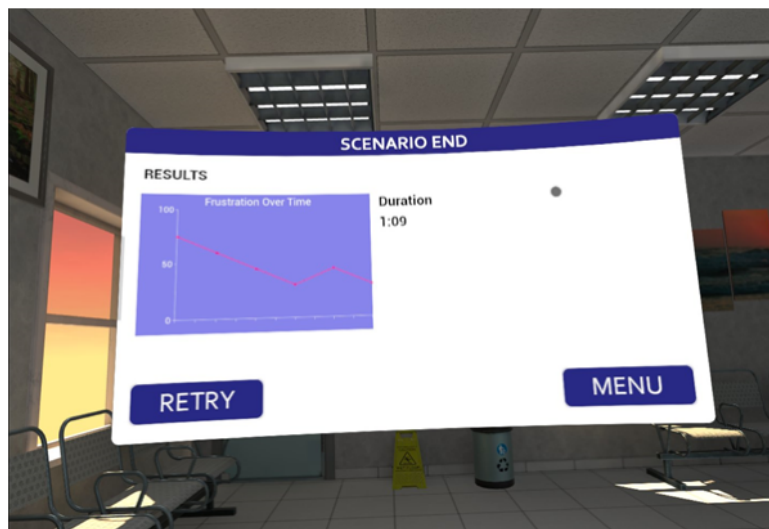 SCENARIO END
RESULTS
Frustration Over Time
100
50
0
Duration
1:09
RETRY
MENU